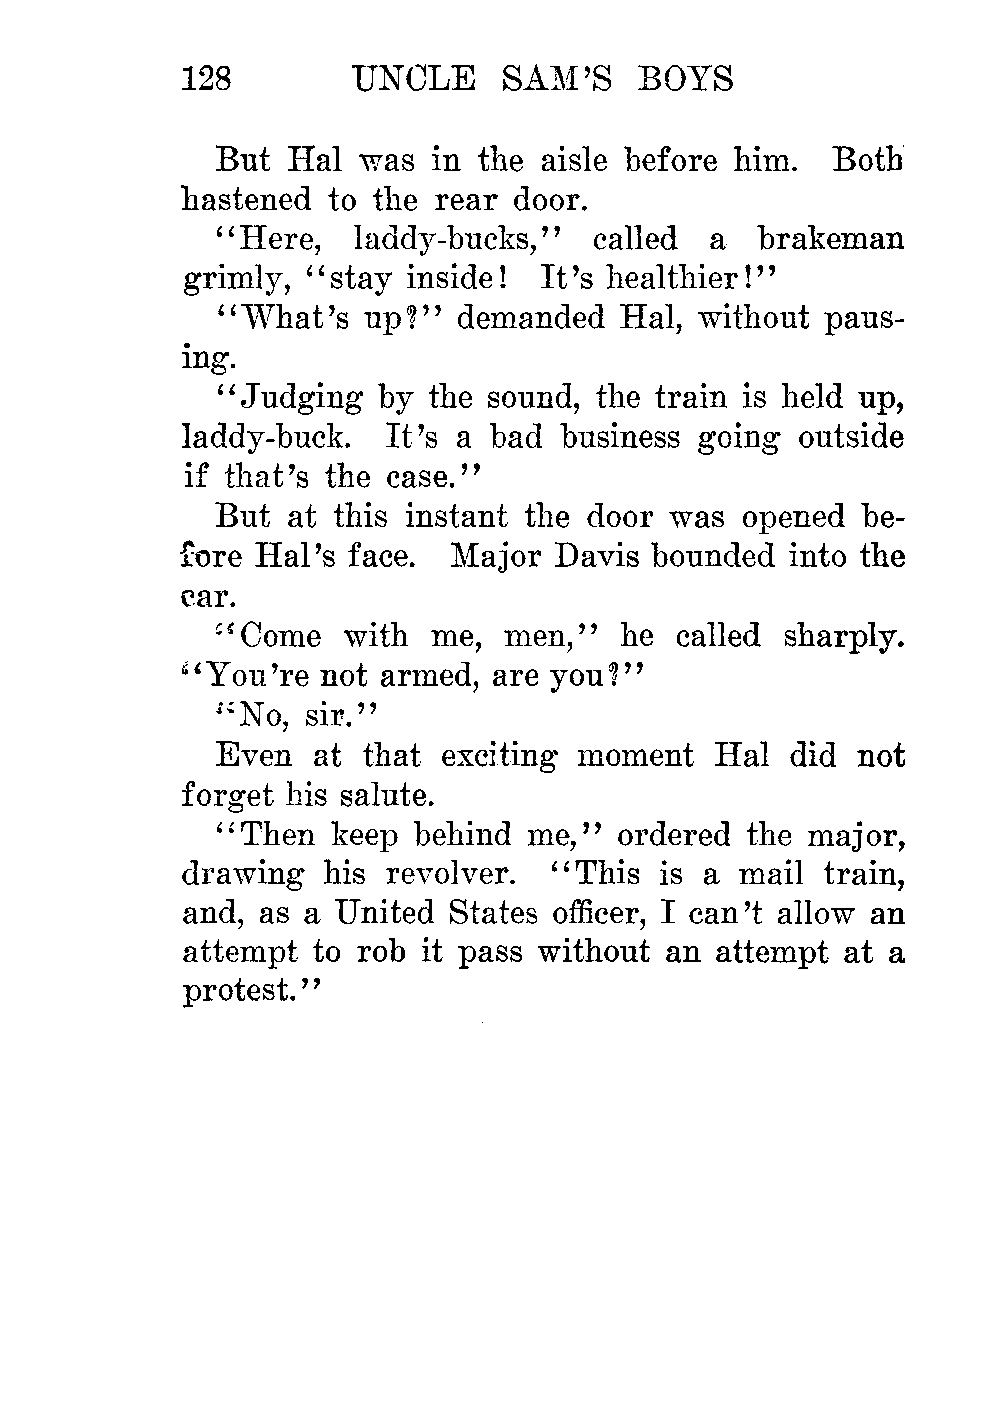 128 UNCLE SAM'S BOYS
But Hal was in the aisle before him. Both
hastened to the rear door.
"Here, laddy-bucks," called a brakeman
grimly, "stay inside! It's healthier!"
"What's up?" demanded Hal, without paus-
ing.
"Judging by the sound, the train is held up,
laddy-buck. It's a bad business going outside
if that's the case."
But at this instant the door was opened be-
fore Hal's face. Major Davis bounded into the
car.
"Come with me, men," he called sharply.
"You're not armed, are you?"
"No, sir."
Even at that exciting moment Hal did not
forget his salute.
"Then keep behind me," ordered the major,
drawing his revolver. "This is a mail train,
and, as a United States officer, I can't allow an
attempt to rob it pass without an attempt at a
protest."